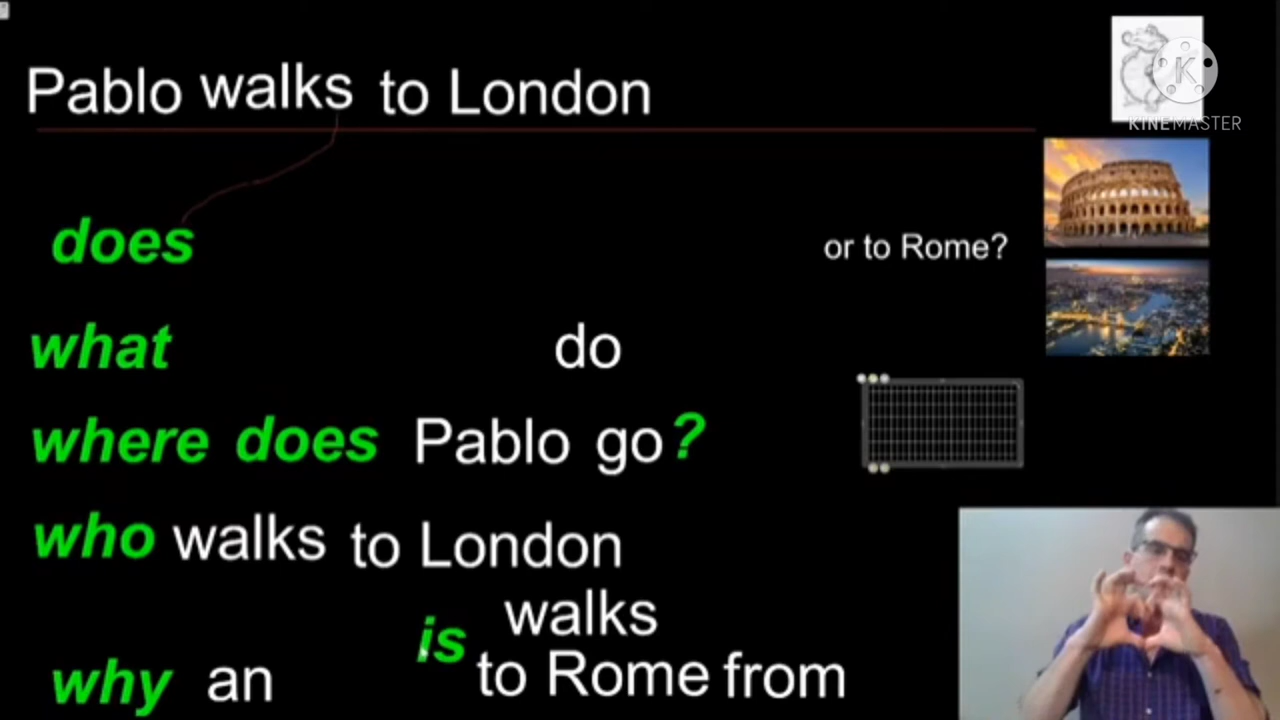 Pablo walks to London
K
KINEMASTER
does
or to Rome?
what do
where does Pablo go?
who walks to London
is walks
why an to Rome from